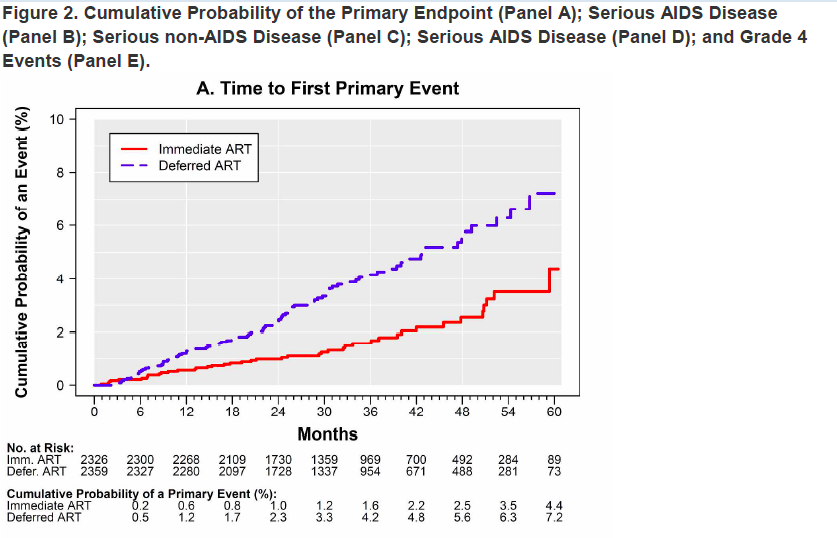 Figure 2. Cumulative Probability of the Primary Endpoint (Panel A); Serious AIDS Disease
(Panel B); Serious non-AIDS Disease (Panel C); Serious AIDS Disease (Panel D); and Grade 4
Events (Panel E).
A. Time to First Primary Event
Cumulative Probability of an Event (%)
10
8
6
4
2
0
Immediate ART
Deferred ART
0 6 12 18 24 30 36 42 48 54 60
Months
No. at Risk:
Imm. ART 2326 2300 2268 2109 1730 1359 969 700 492 284 89
Defer. ART 2359 2327 2280 2097 1728 1337 954 671 488 281 73
Cumulative Probability of a Primary Event (%):
Immediate ART 0.2 0.6 0.8 1.0 1.2 1.6 2.2 2.5 3.5 4.4
Deferred ART 0.5 1.2 1.7 2.3 3.3 4.2 4.8 5.6 6.3 7.2